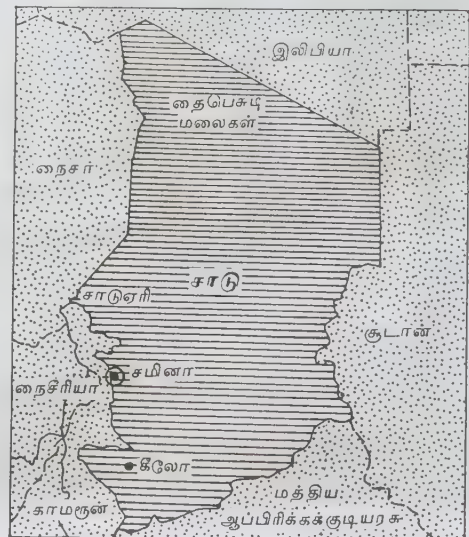 இலிபியா
தைபெசுடி
மலைகள்
நைசர்
சாடு
சாடுஏரி
சூடான்
சமினா
நைசீரியா
கீலோ
மத்திய
ஆப்பிரிக்கக்குடியரசு
காமரூன்